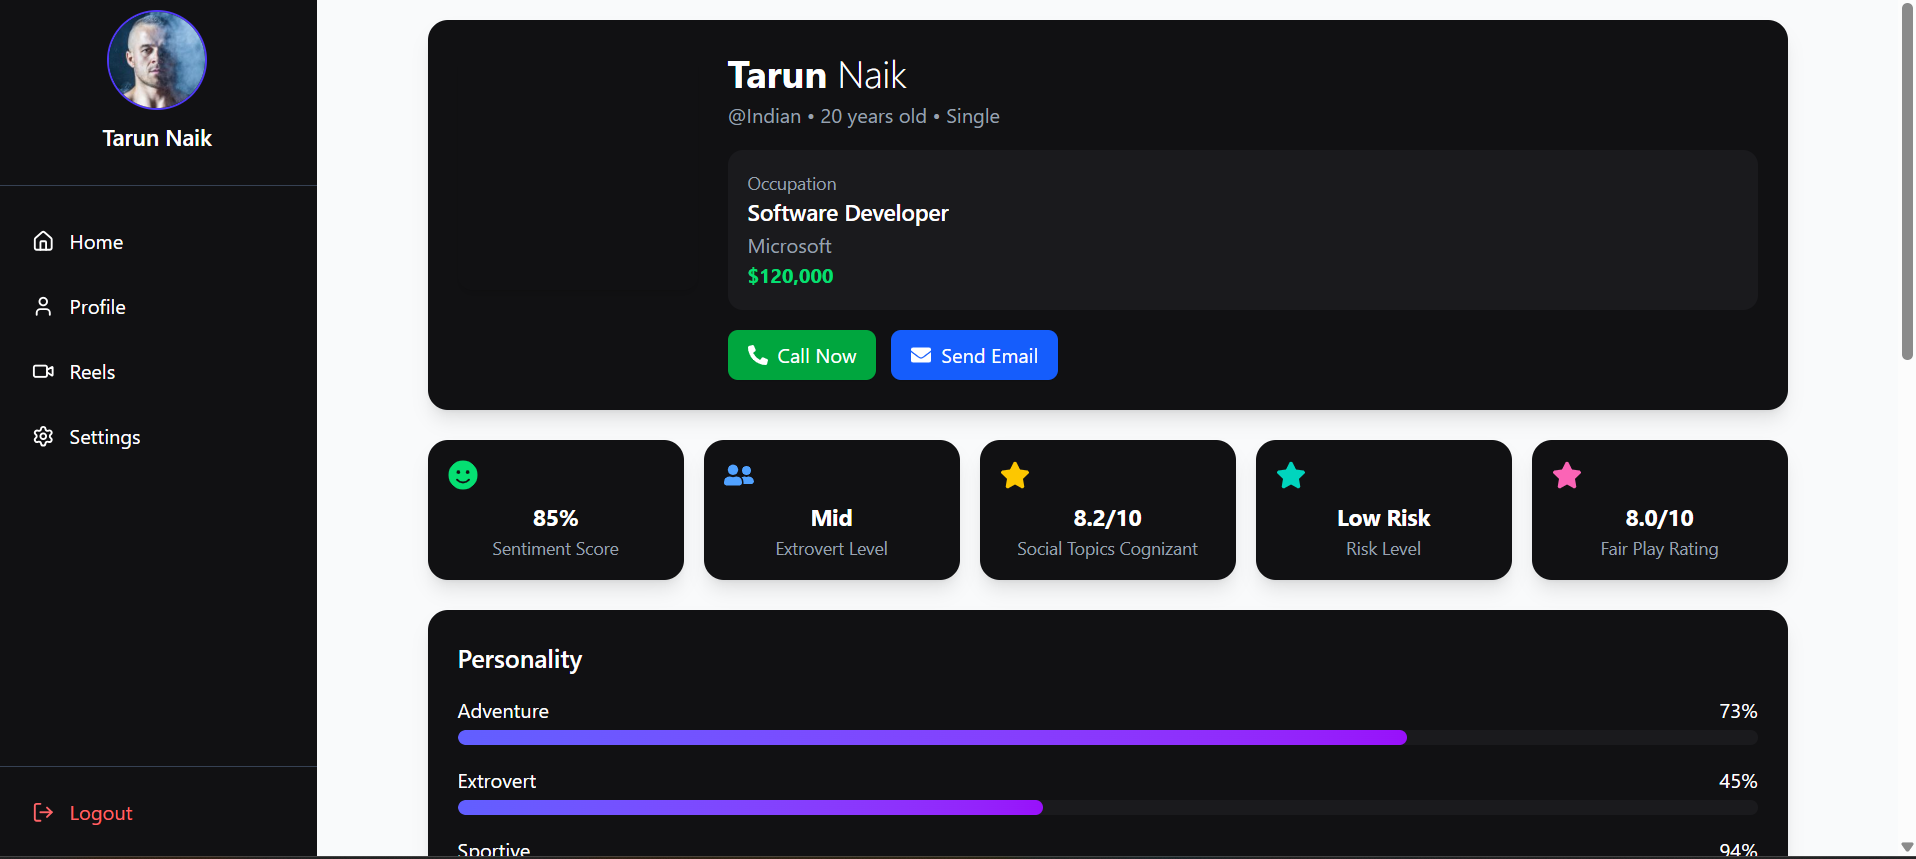 Tarun Naik
Home
Profile
Reels
Settings
Logout
Tarun Naik
@Indian • 20 years old • Single
Occupation
Software Developer
Microsoft
$120,000
Call Now
Send Email
85%
Sentiment Score
Mid
Extrovert Level
8.2/10
Social Topics Cognizant
Low Risk
Risk Level
8.0/10
Fair Play Rating
Personality
Adventure 73%
Extrovert 45%
Sportive 94%